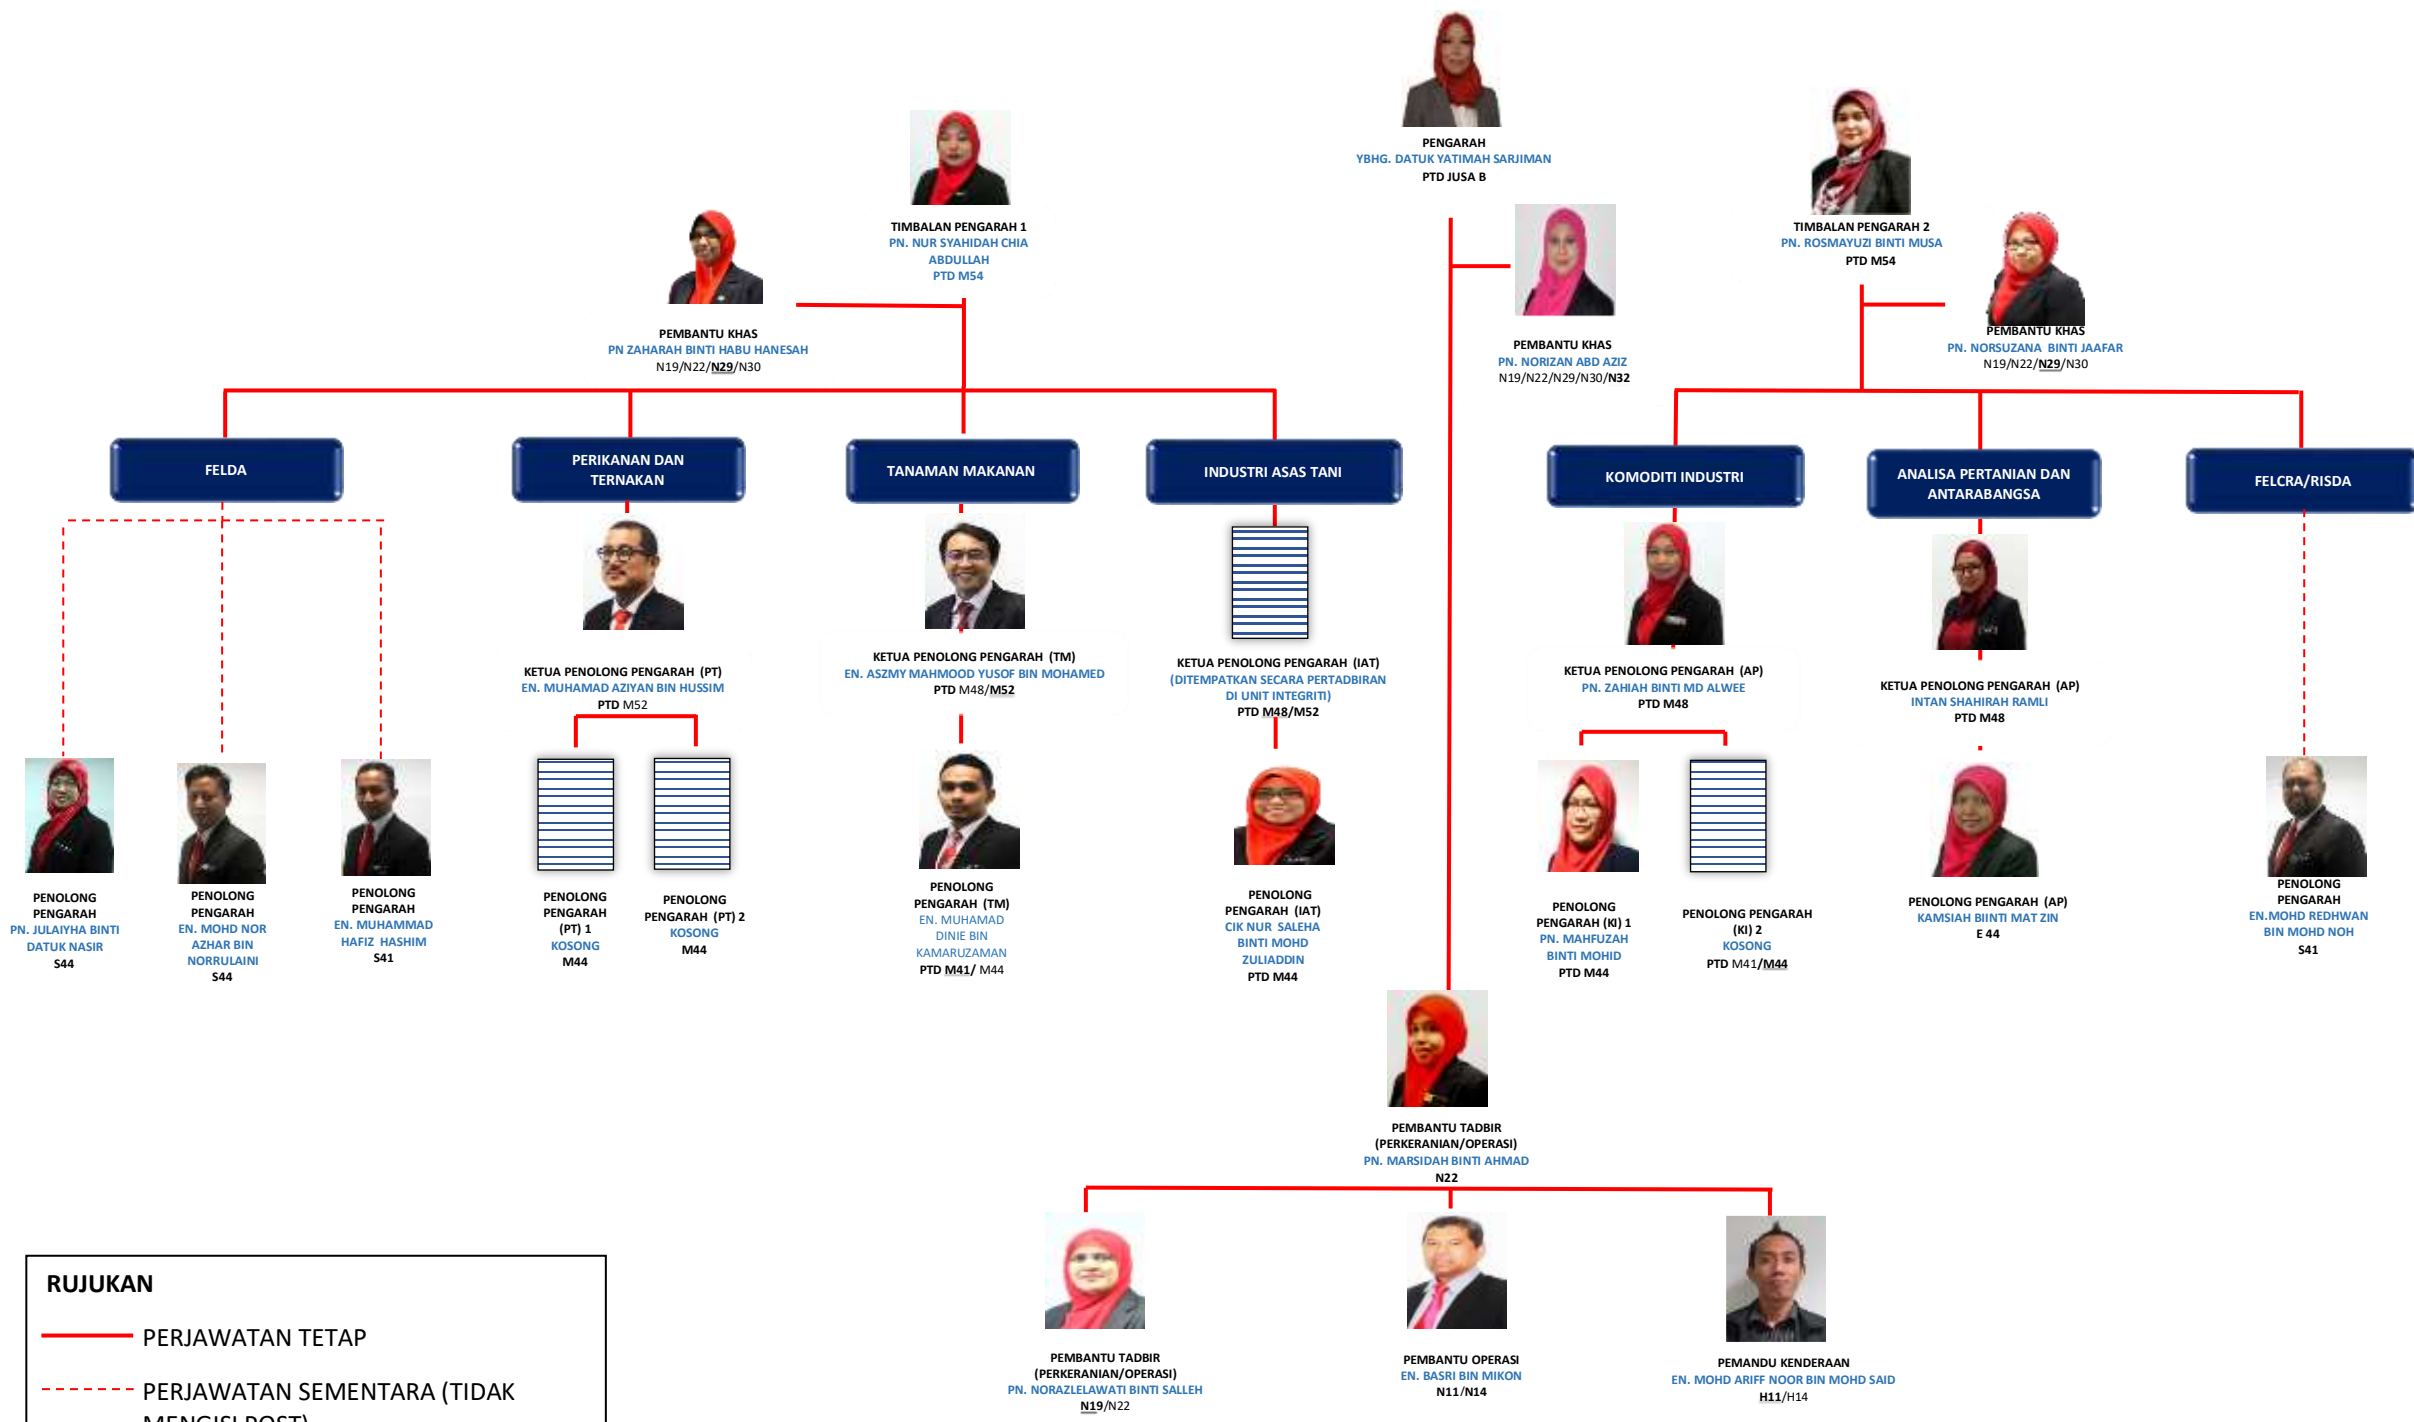 PENGARAH
YBHG. DATUK YATIMAH SARJIMAN
PTD JUSA B
TIMBALAN PENGARAH 1
PN. NUR SYAHIDAH CHIA
ABDULLAH
PTD M54
TIMBALAN PENGARAH 2
PN. ROSMAYUZI BINTI MUSA
PTD M54
PEMBANTU KHAS
PN ZAHARAH BINTI HABU HANESAH
N19/N22/N29/N30
PEMBANTU KHAS
PN. NORIZAN ABD AZIZ
N19/N22/N29/N30/N32
PEMBANTU KHAS
PN. NORSUZANA BINTI JAAFAR
N19/N22/N29/N30
FELDA
PERIKANAN DAN
TERNAKAN
TANAMAN MAKANAN
INDUSTRI ASAS TANI
KOMODITI INDUSTRI
ANALISA PERTANIAN DAN
ANTARABANGSA
FELCRA/RISDA
KETUA PENOLONG PENGARAH (PT)
EN. MUHAMAD AZIYAN BIN HUSSIM
PTD M52
KETUA PENOLONG PENGARAH (TM)
EN. ASZMY MAHMOOD YUSOF BIN MOHAMED
PTD M48/M52
KETUA PENOLONG PENGARAH (IAT)
(DITEMPATKAN SECARA PERTADBIRAN
DI UNIT INTEGRITI)
PTD M48/M52
KETUA PENOLONG PENGARAH (AP)
PN. ZAHIAH BINTI MD ALWEE
PTD M48
KETUA PENOLONG PENGARAH (AP)
INTAN SHAHIRAH RAMLI
PTD M48
PENOLONG
PENGARAH
PN. JULAIYHA BINTI
DATUK NASIR
S44
PENOLONG
PENGARAH
EN. MOHD NOR
AZHAR BIN
NORRULAINI
S44
PENOLONG
PENGARAH
EN. MUHAMMAD
HAFIZ HASHIM
S41
PENOLONG
PENGARAH
(PT) 1
KOSONG
M44
PENOLONG
PENGARAH (PT) 2
KOSONG
M44
PENOLONG
PENGARAH (TM)
EN. MUHAMAD
DINIE BIN
KAMARUZAMAN
PTD M41/ M44
PENOLONG
PENGARAH (IAT)
CIK NUR SALEHA
BINTI MOHD
ZULIADDIN
PTD M44
PENOLONG
PENGARAH (KI) 1
PN. MAHFUZAH
BINTI MOHID
PTD M44
PENOLONG PENGARAH
(KI) 2
KOSONG
PTD M41/M44
PENOLONG PENGARAH (AP)
KAMSIAH BIINTI MAT ZIN
E 44
PENOLONG
PENGARAH
EN.MOHD REDHWAN
BIN MOHD NOH
S41
PEMBANTU TADBIR
(PERKERANIAN/OPERASI)
PN. MARSIDAH BINTI AHMAD
N22
PEMBANTU TADBIR
(PERKERANIAN/OPERASI)
PN. NORAZLELAWATI BINTI SALLEH
N19/N22
PEMBANTU OPERASI
EN. BASRI BIN MIKON
N11/N14
PEMANDU KENDERAAN
EN. MOHD ARIFF NOOR BIN MOHD SAID
H11/H14
RUJUKAN
PERJAWATAN TETAP
PERJAWATAN SEMENTARA (TIDAK
MENGISI POST)